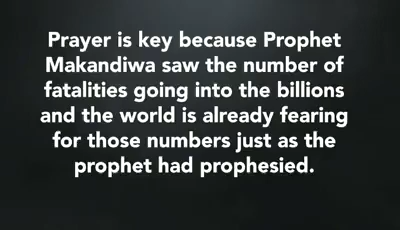 Prayer is key because Prophet
Makandiwa saw the number of
fatalities going into the billions
and the world is already fearing
for those numbers just as the
prophet had prophesied.